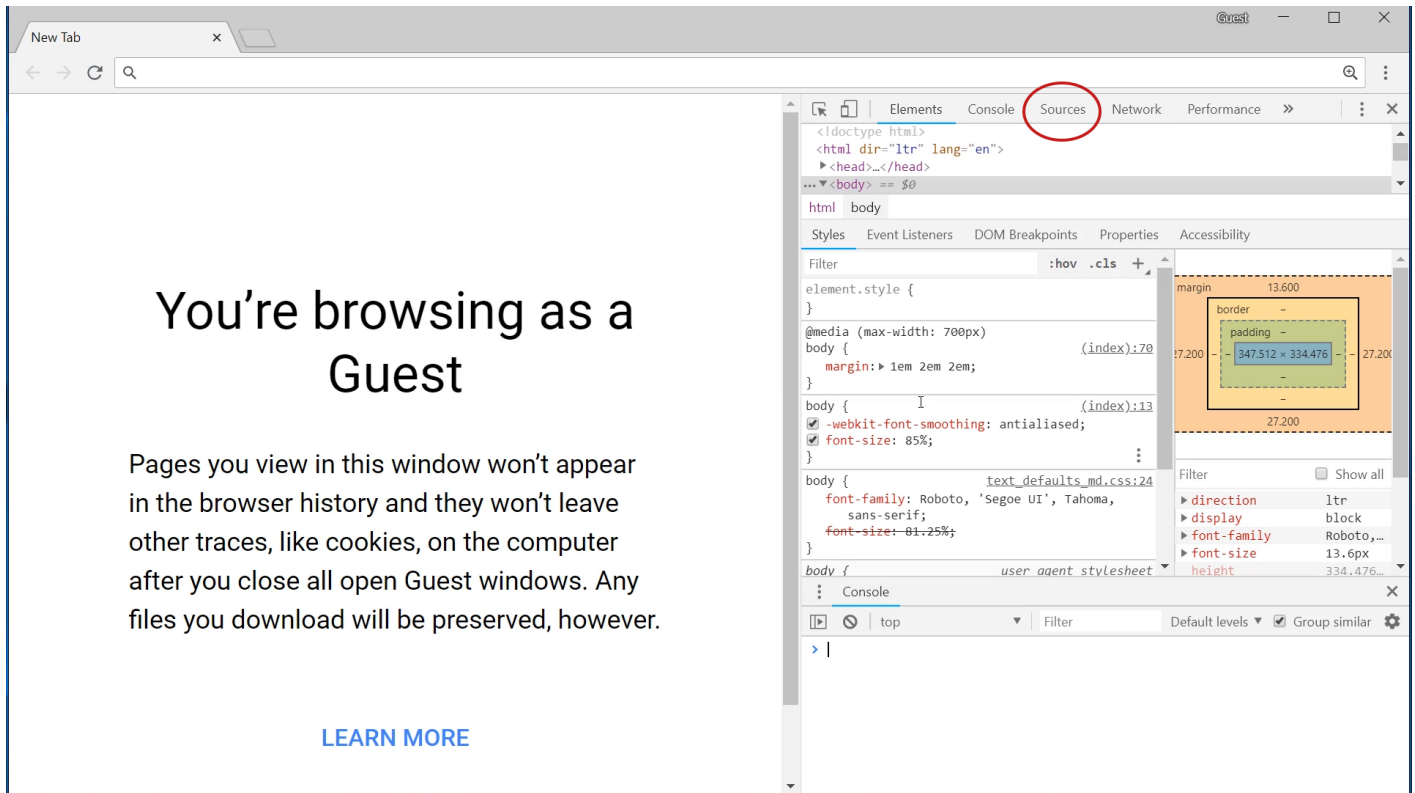 Guest
New Tab
Elements Console Sources Network Performance »
<!doctype html>
<html dir="ltr" lang="en">
<head>…</head>
... <body> == $0
html body
Styles Event Listeners DOM Breakpoints Properties Accessibility
Filter :hov .cls +
element.style {
}
@media (max-width: 700px)
body { (index):70
margin: 1em 2em 2em;
}
body { (index):13
-webkit-font-smoothing: antialiased;
font-size: 85%;
}
body { text_defaults_md.css:24
font-family: Roboto, 'Segoe UI', Tahoma,
sans-serif;
font-size: 81.25%;
}
body { user agent stylesheet
margin 13.600
border –
padding –
27.200 – – 347.512 × 334.476 – – 27.200
–
–
27.200
Filter Show all
direction ltr
display block
font-family Roboto,…
font-size 13.6px
height 334.476…
Console
top Filter Default levels Group similar
>
You’re browsing as a
Guest
Pages you view in this window won’t appear
in the browser history and they won’t leave
other traces, like cookies, on the computer
after you close all open Guest windows. Any
files you download will be preserved, however.
LEARN MORE